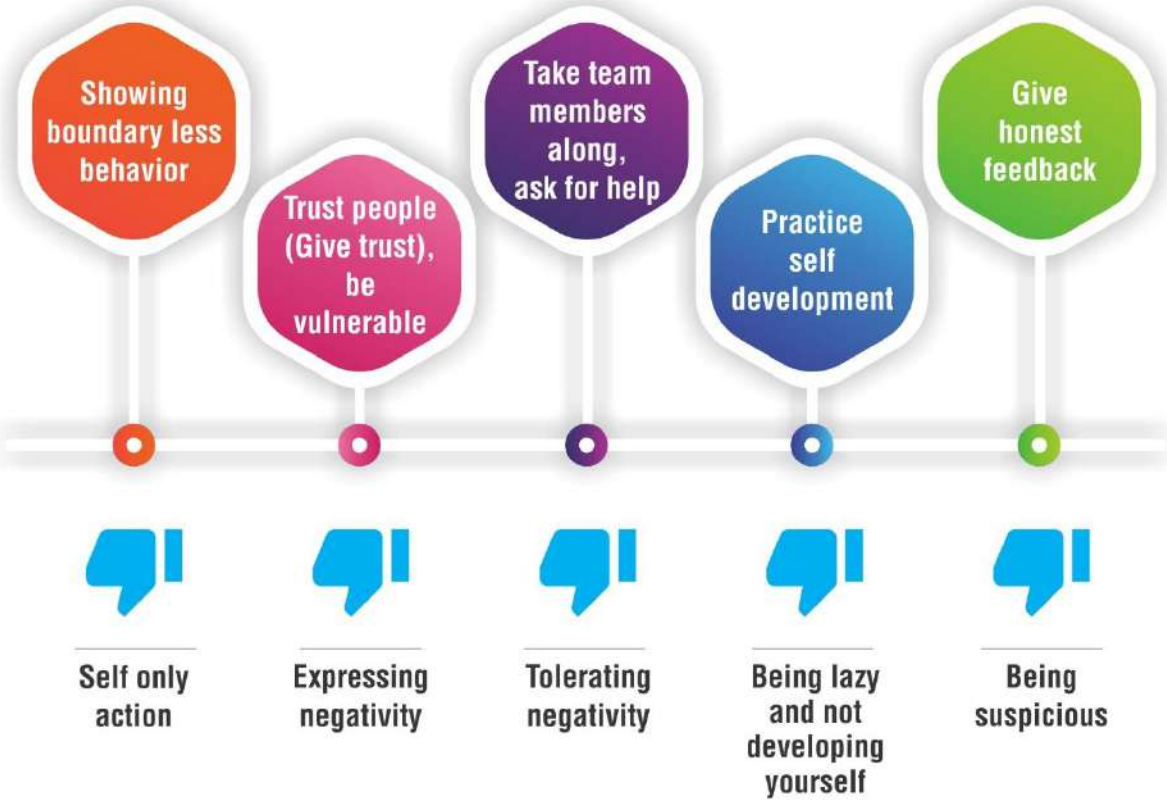 Showing
boundary less
behavior
Trust people
(Give trust),
be
vulnerable
Take team
members
along,
ask for help
Practice
self
development
Give
honest
feedback
Self only
action
Expressing
negativity
Tolerating
negativity
Being lazy
and not
developing
yourself
Being
suspicious